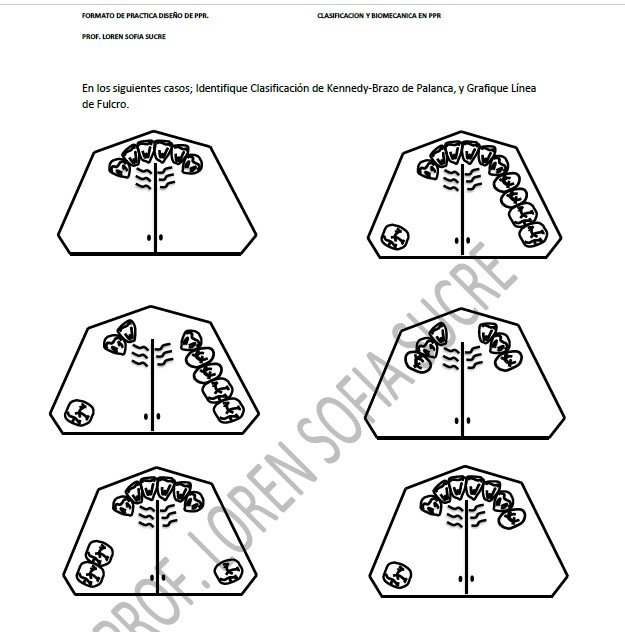 FORMATO DE PRACTICA DISEÑO DE PPR. CLASIFICACION Y BIOMECANICA EN PPR
PROF. LOREN SOFIA SUCRE
En los siguientes casos; Identifique Clasificación de Kennedy-Brazo de Palanca, y Grafique Línea
de Fulcro.
PROF. LOREN SOFIA SUCRE